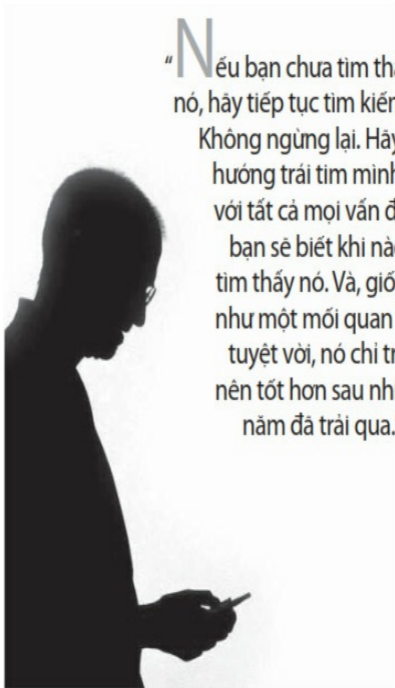 “Nếu bạn chưa tìm
nó, hãy tiếp tục tìm
Không ngừng lại. Hãy
hướng trái tim mình
với tất cả mọi vấn
bạn sẽ biết khi
tìm thấy nó. Và,
như một mối quan
tuyệt vời, nó chỉ
nên tốt hơn sau
năm đã trải qua.